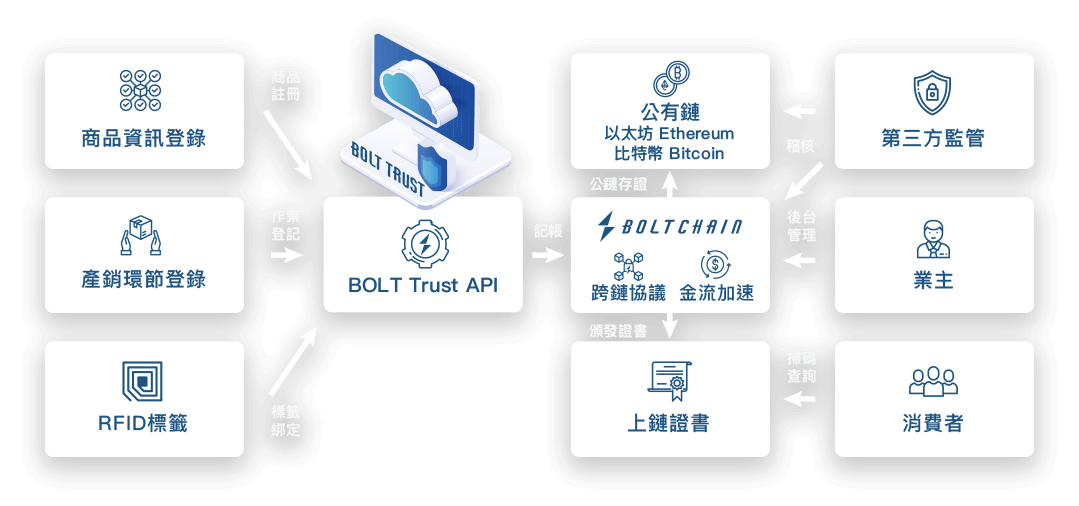 商品資訊登錄
產銷環節登錄
RFID標籤
商品
註冊
作業
登記
標籤
綁定
BOLT TRUST
BOLT Trust API
記帳
公有鏈
以太坊 Ethereum
比特幣 Bitcoin
公鏈存證
BOLTCHAIN
跨鏈協議 金流加速
頒發證書
上鏈證書
稽核
後台
管理
掃碼
查詢
第三方監管
業主
消費者